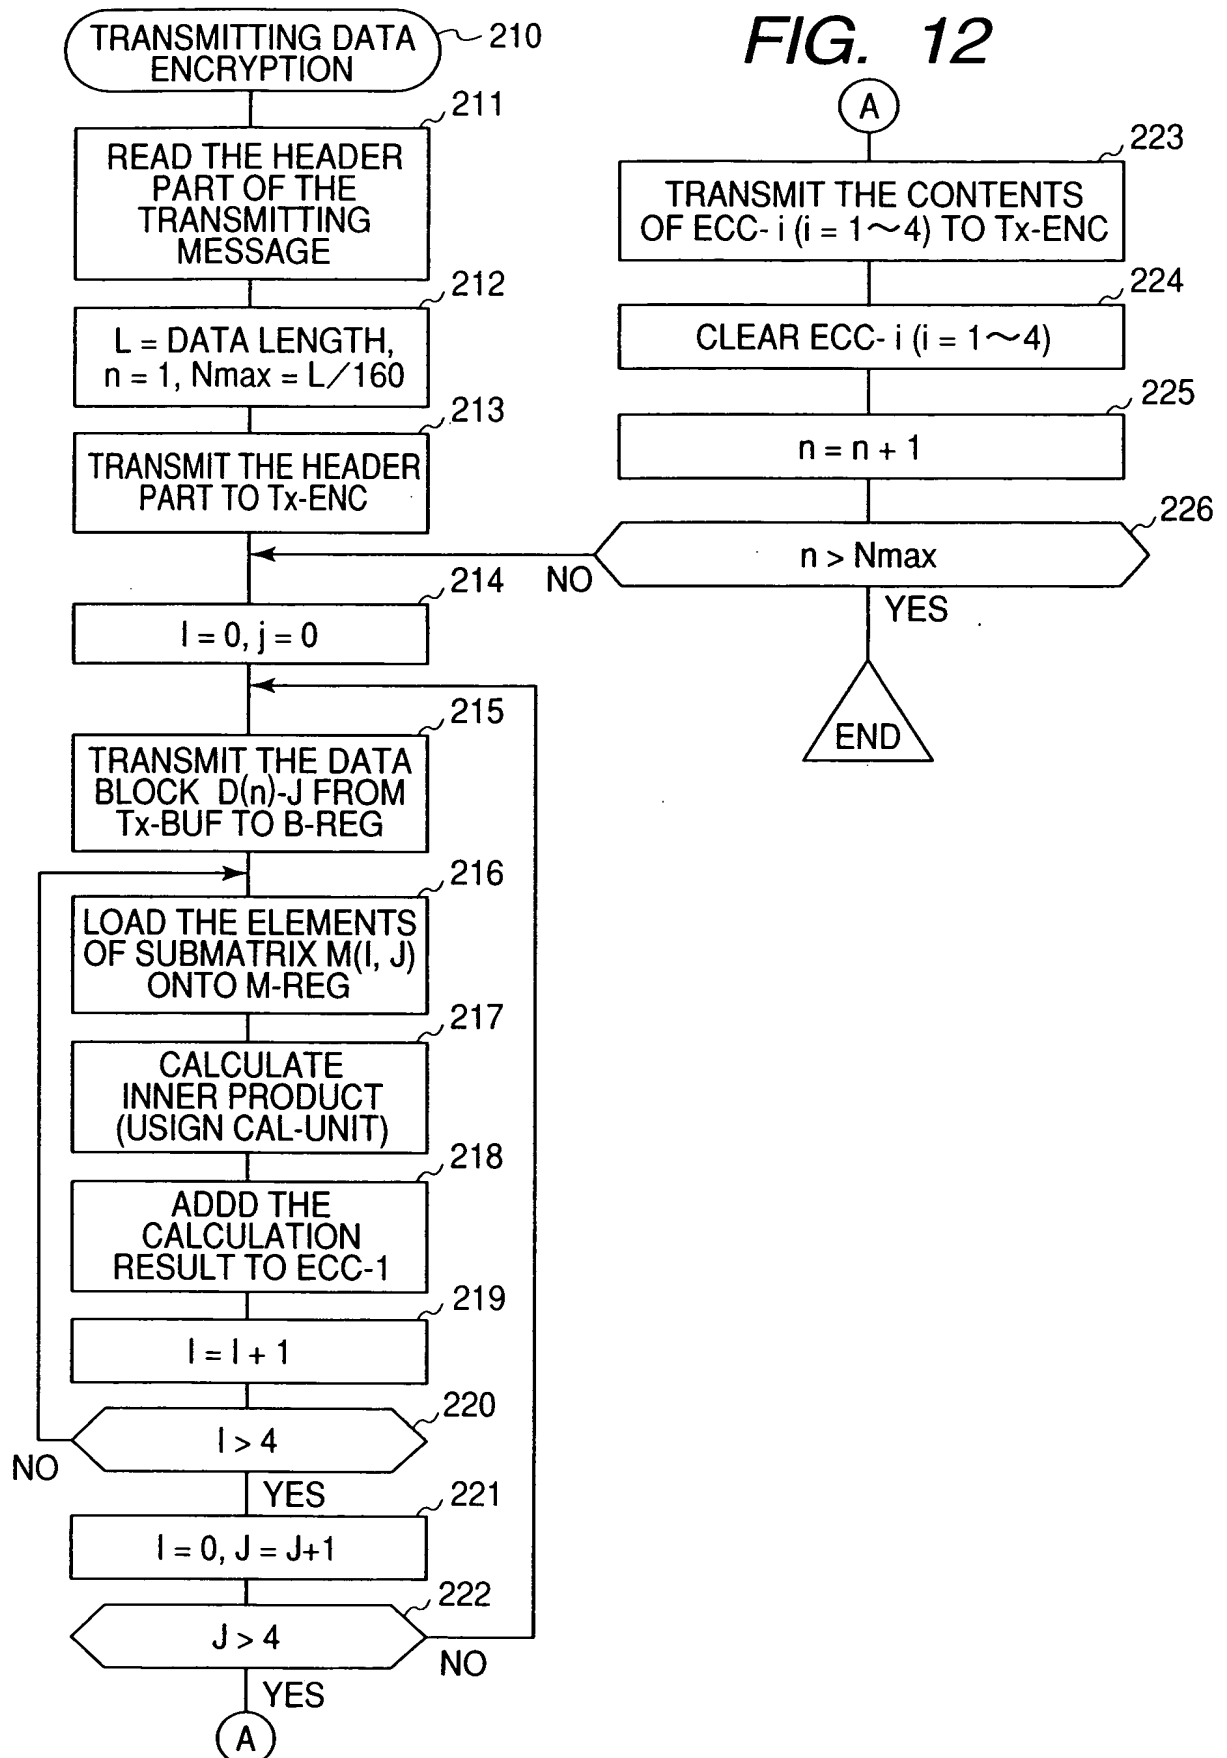 FIG. 12
TRANSMITTING DATA
ENCRYPTION
210
211
READ THE HEADER
PART OF THE
TRANSMITTING
MESSAGE
212
L = DATA LENGTH,
n = 1, Nmax = L/160
213
TRANSMIT THE HEADER
PART TO Tx-ENC
214
I = 0, j = 0
215
TRANSMIT THE DATA
BLOCK D(n)-J FROM
Tx-BUF TO B-REG
216
LOAD THE ELEMENTS
OF SUBMATRIX M(I, J)
ONTO M-REG
217
CALCULATE
INNER PRODUCT
(USIGN CAL-UNIT)
218
ADDD THE
CALCULATION
RESULT TO ECC-1
219
I = I + 1
220
I > 4
NO
YES
221
I = 0, J = J+1
222
J > 4
NO
YES
A
A
223
TRANSMIT THE CONTENTS
OF ECC- i (i = 1~4) TO Tx-ENC
224
CLEAR ECC- i (i = 1~4)
225
n = n + 1
226
n > Nmax
NO
YES
END